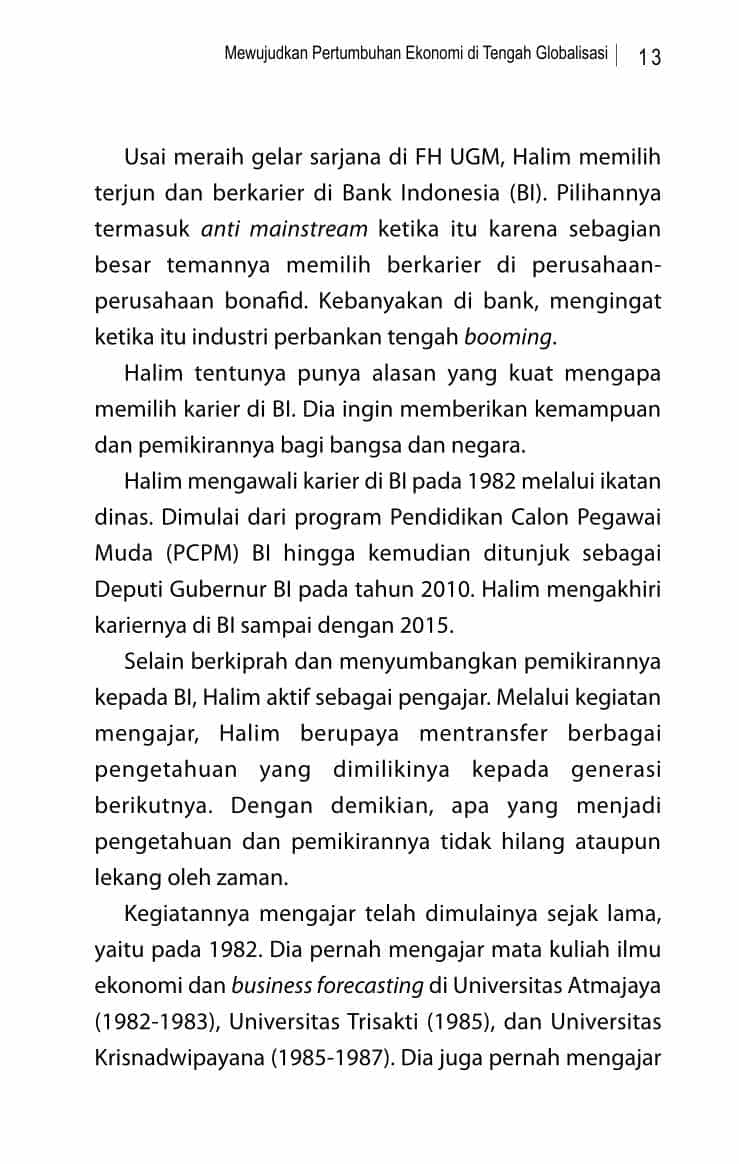 Mewujudkan Pertumbuhan Ekonomi di Tengah Globalisasi | 13
Usai meraih gelar sarjana di FH UGM, Halim memilih
terjun dan berkarier di Bank Indonesia (BI). Pilihannya
termasuk anti mainstream ketika itu karena sebagian
besar temannya memilih berkarier di perusahaan-
perusahaan bonafid. Kebanyakan di bank, mengingat
ketika itu industri perbankan tengah booming.
Halim tentunya punya alasan yang kuat mengapa
memilih karier di BI. Dia ingin memberikan kemampuan
dan pemikirannya bagi bangsa dan negara.
Halim mengawali karier di BI pada 1982 melalui ikatan
dinas. Dimulai dari program Pendidikan Calon Pegawai
Muda (PCPM) BI hingga kemudian ditunjuk sebagai
Deputi Gubernur BI pada tahun 2010. Halim mengakhiri
kariernya di BI sampai dengan 2015.
Selain berkiprah dan menyumbangkan pemikirannya
kepada BI, Halim aktif sebagai pengajar. Melalui kegiatan
mengajar, Halim berupaya mentransfer berbagai
pengetahuan yang dimilikinya kepada generasi
berikutnya. Dengan demikian, apa yang menjadi
pengetahuan dan pemikirannya tidak hilang ataupun
lekang oleh zaman.
Kegiatannya mengajar telah dimulainya sejak lama,
yaitu pada 1982. Dia pernah mengajar mata kuliah ilmu
ekonomi dan business forecasting di Universitas Atmajaya
(1982-1983), Universitas Trisakti (1985), dan Universitas
Krisnadwipayana (1985-1987). Dia juga pernah mengajar